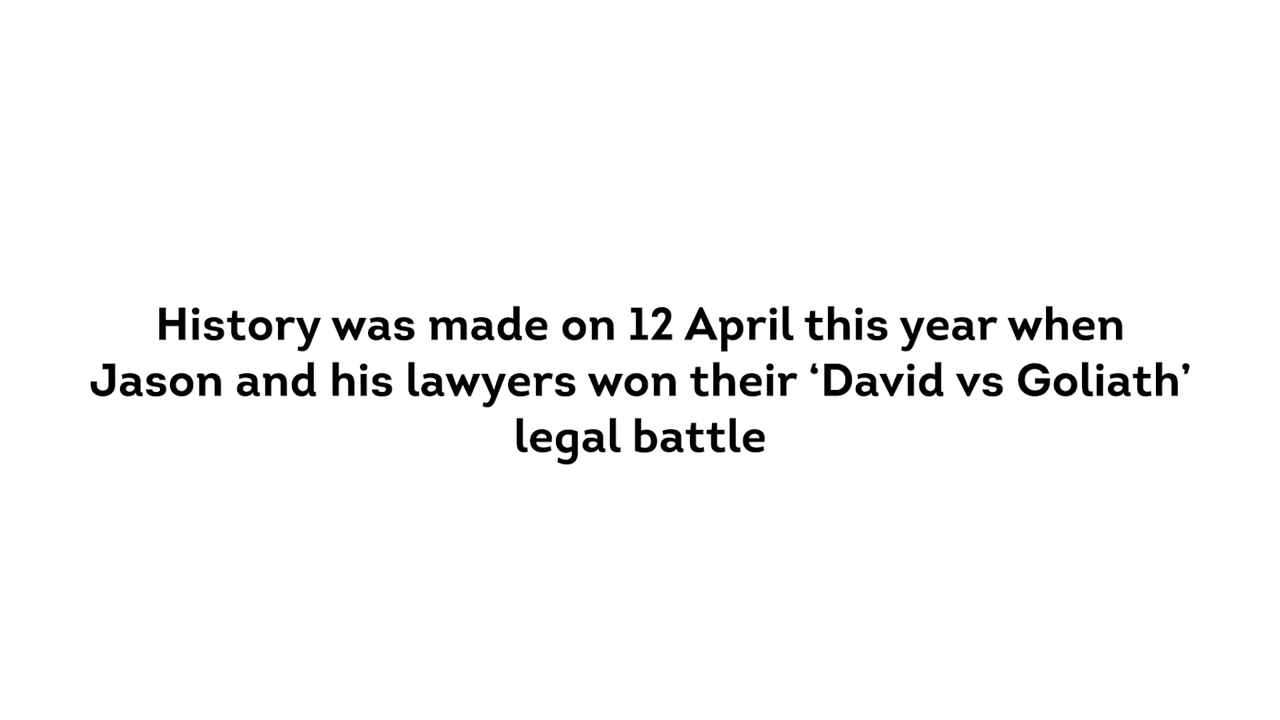 History was made on 12 April this year when
Jason and his lawyers won their ‘David vs Goliath’
legal battle